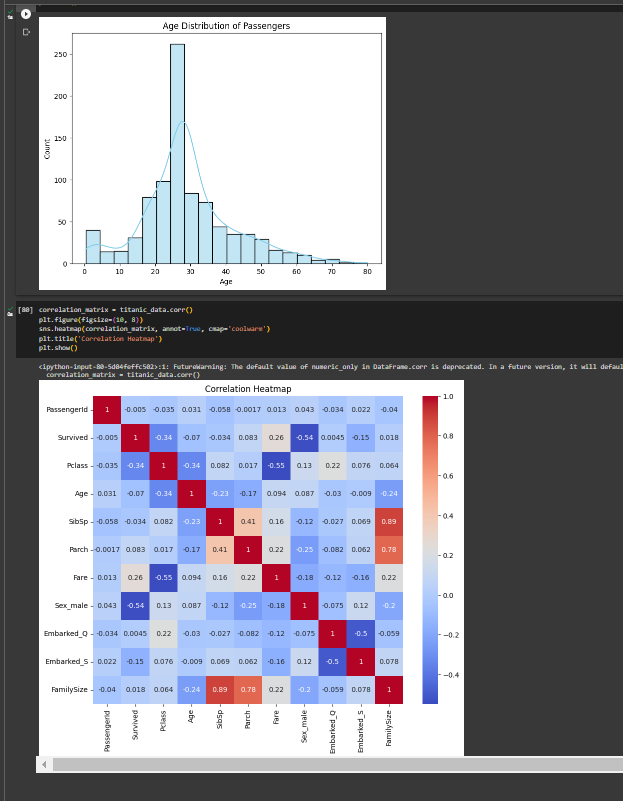 Age Distribution of Passengers
250
200
150
100
50
0
Count
0 10 20 30 40 50 60 70 80
Age
[80] correlation_matrix = titanic_data.corr()
plt.figure(figsize=(10, 8))
sns.heatmap(correlation_matrix, annot=True, cmap='coolwarm')
plt.title('Correlation Heatmap')
plt.show()
<ipython-input-80-5d04feffc502>:1: FutureWarning: The default value of numeric_only in DataFrame.corr is deprecated. In a future version, it will defaul
correlation_matrix = titanic_data.corr()
Correlation Heatmap
PassengerId 1 -0.005 -0.035 0.031 -0.058 -0.0017 0.013 0.043 -0.034 0.022 -0.04
Survived -0.005 1 -0.34 -0.07 -0.034 0.083 0.26 -0.54 0.0045 -0.15 0.018
Pclass -0.035 -0.34 1 -0.34 0.082 0.017 -0.55 0.13 0.22 0.076 0.064
Age 0.031 -0.07 -0.34 1 -0.23 -0.17 0.094 0.087 -0.03 -0.009 -0.24
SibSp -0.058 -0.034 0.082 -0.23 1 0.41 0.16 -0.12 -0.027 0.069 0.89
Parch -0.0017 0.083 0.017 -0.17 0.41 1 0.22 -0.25 -0.082 0.062 0.78
Fare 0.013 0.26 -0.55 0.094 0.16 0.22 1 -0.18 -0.12 -0.16 0.22
Sex_male 0.043 -0.54 0.13 0.087 -0.12 -0.25 -0.18 1 -0.075 0.12 -0.2
Embarked_Q -0.034 0.0045 0.22 -0.03 -0.027 -0.082 -0.12 -0.075 1 -0.5 -0.059
Embarked_S 0.022 -0.15 0.076 -0.009 0.069 0.062 -0.16 0.12 -0.5 1 0.078
FamilySize -0.04 0.018 0.064 -0.24 0.89 0.78 0.22 -0.2 -0.059 0.078 1
PassengerId Survived Pclass Age SibSp Parch Fare Sex_male Embarked_Q Embarked_S FamilySize
1.0
0.8
0.6
0.4
0.2
0.0
−0.2
−0.4